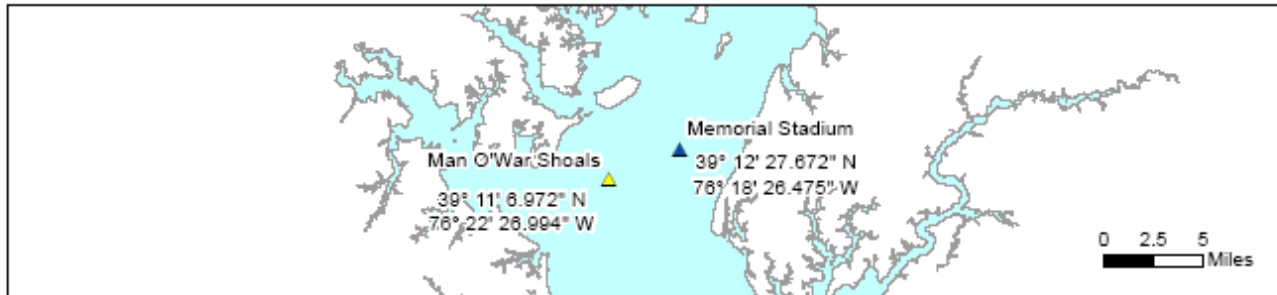 Memorial Stadium
39° 12' 27.672" N
76° 18' 26.475" W
Man O'War Shoals
39° 11' 6.972" N
76° 22' 26.994" W
0 2.5 5
Miles